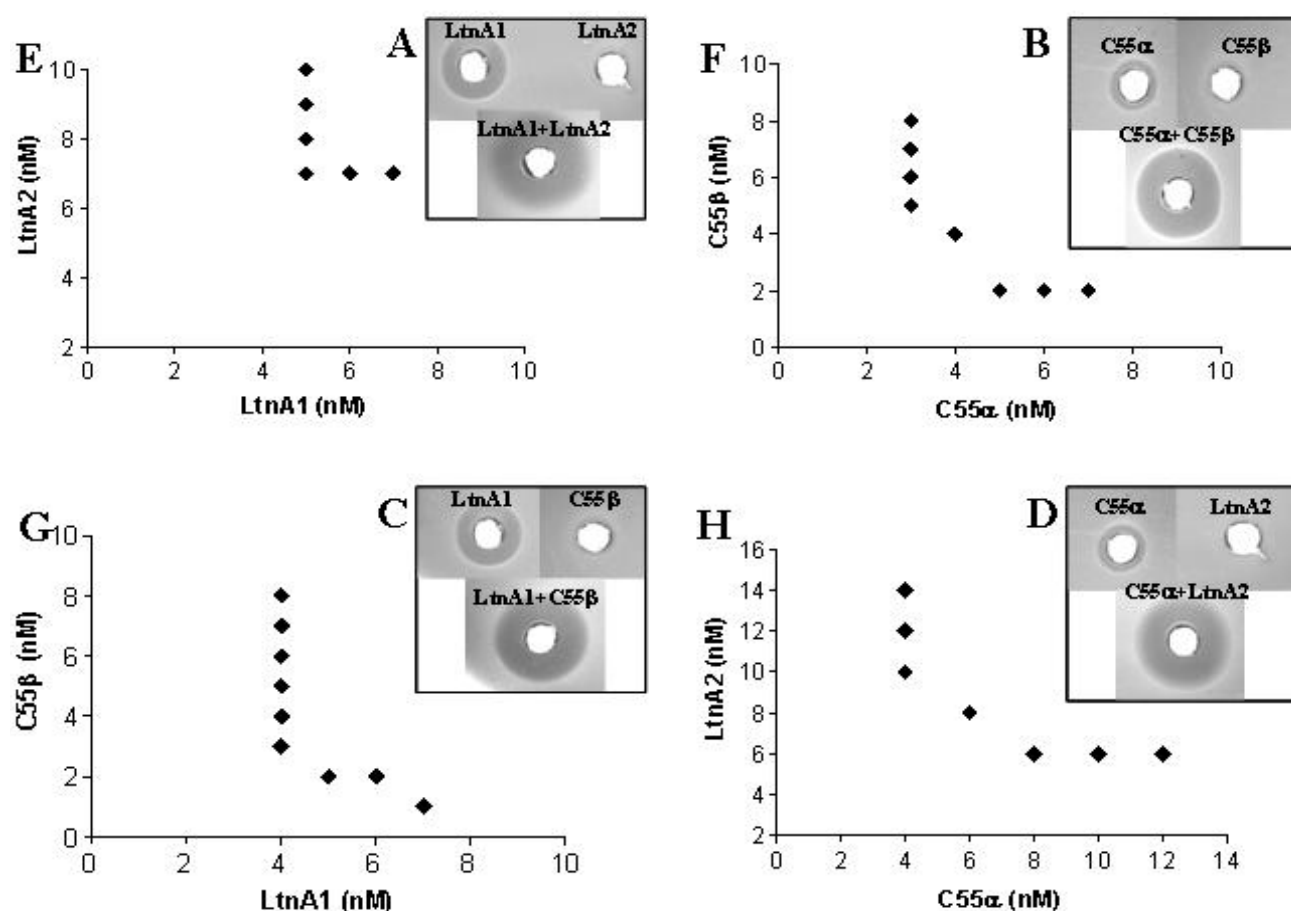 E
A
LtnA1 LtnA2
LtnA1+LtnA2
LtnA2 (nM)
10
8
6
4
2
0 2 4 6 8 10
LtnA1 (nM)
F
B
C55α C55β
C55α+C55β
C55β (nM)
10
8
6
4
2
0
0 2 4 6 8 10
C55α (nM)
G
C
LtnA1 C55β
LtnA1+C55β
C55β (nM)
10
8
6
4
2
0
0 2 4 6 8 10
LtnA1 (nM)
H
D
C55α LtnA2
C55α+LtnA2
LtnA2 (nM)
16
14
12
10
8
6
4
2
0 2 4 6 8 10 12 14
C55α (nM)